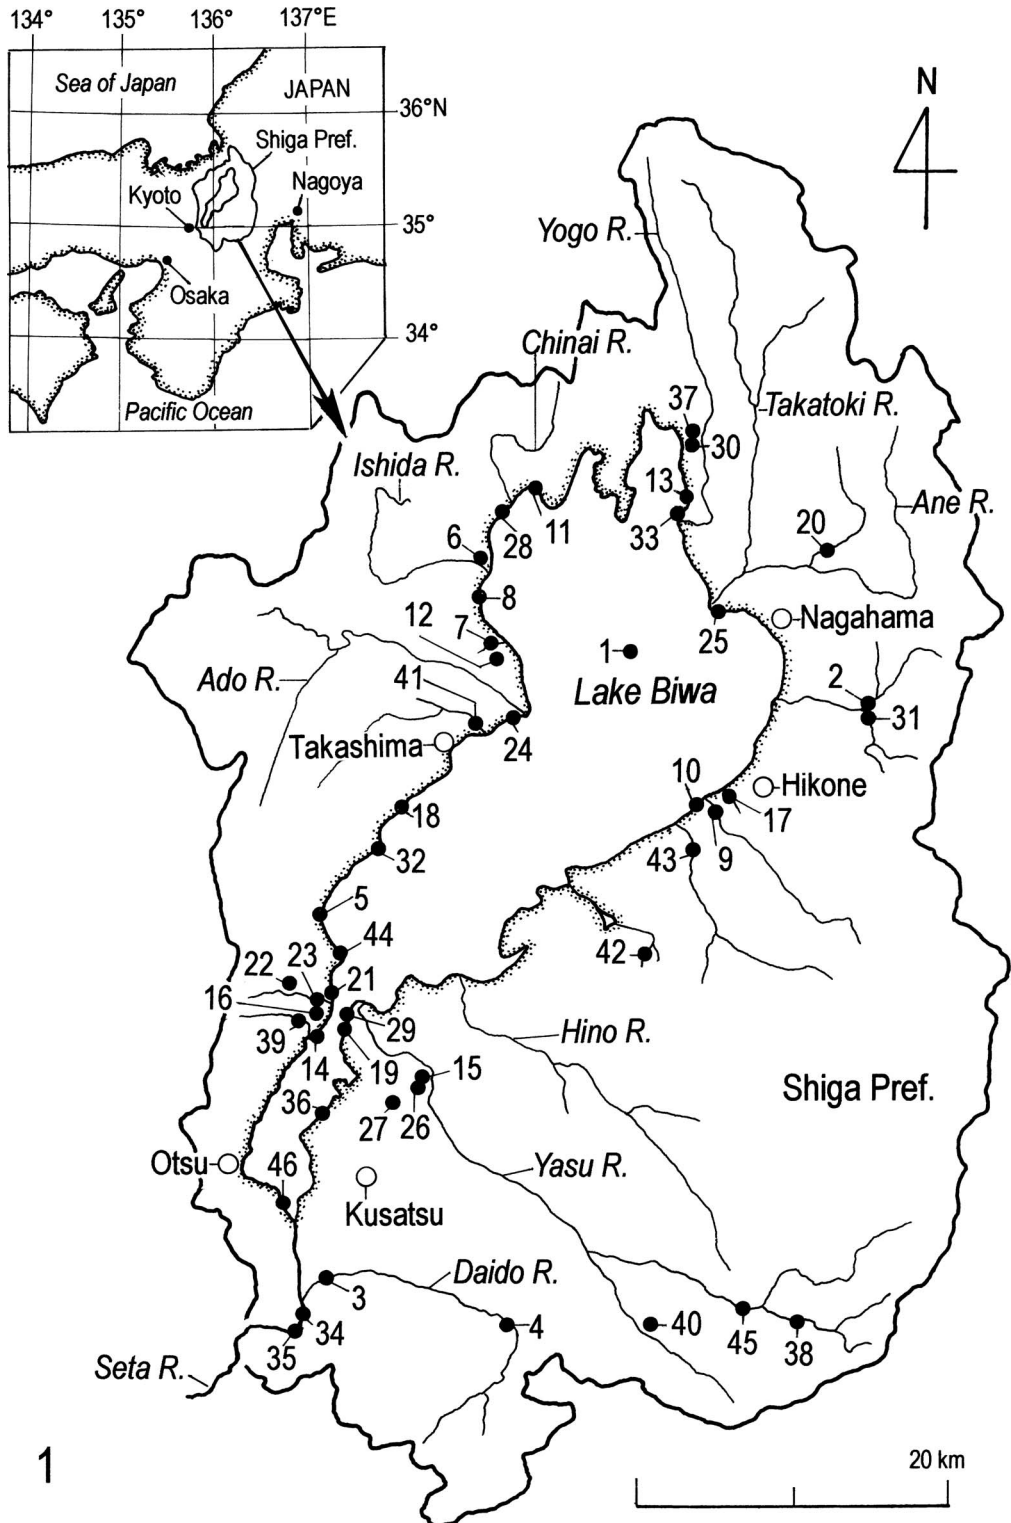 134° 135° 136° 137°E
Sea of Japan
JAPAN
36°N
Shiga Pref.
Kyoto
Nagoya
35°
Osaka
34°
Pacific Ocean
N
Yogo R.
Chinai R.
Takatoki R.
37
30
Ishida R.
13
Ane R.
11
33
20
28
6
8
12
7
25
Nagahama
1
Lake Biwa
2
31
Ado R.
41
Takashima
24
10
Hikone
17
18
9
43
32
5
44
42
22
23
21
16
39
14
29
19
Hino R.
15
Shiga Pref.
36
27
26
Otsu
46
Yasu R.
Kusatsu
Daido R.
3
34
4
40
45
38
35
Seta R.
1
20 km